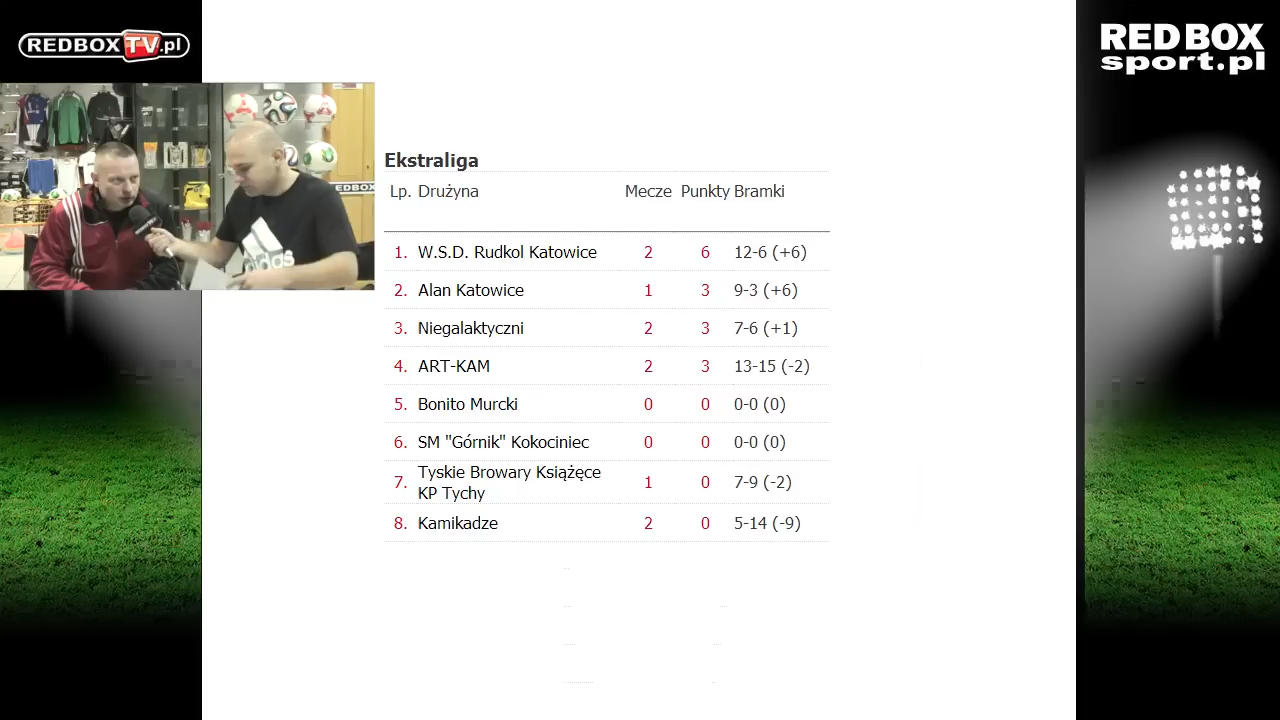 REDBOXTV.pl
RED BOX
sport.pl
REDBOX
adidas
Ekstraliga
Lp. Drużyna Mecze Punkty Bramki
1. W.S.D. Rudkol Katowice 2 6 12-6 (+6)
2. Alan Katowice 1 3 9-3 (+6)
3. Niegalaktyczni 2 3 7-6 (+1)
4. ART-KAM 2 3 13-15 (-2)
5. Bonito Murcki 0 0 0-0 (0)
6. SM "Górnik" Kokociniec 0 0 0-0 (0)
7. Tyskie Browary Książęce
KP Tychy 1 0 7-9 (-2)
8. Kamikadze 2 0 5-14 (-9)